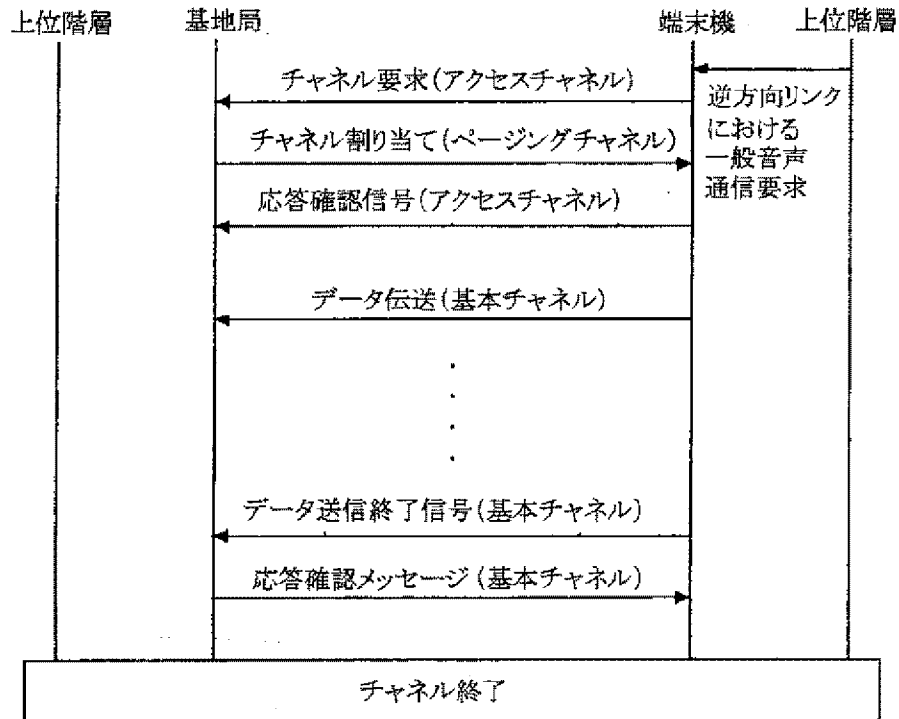 上位階層
基地局
端末機
上位階層
チャネル要求(アクセスチャネル)
逆方向リンク
における
一般音声
通信要求
チャネル割り当て(ページングチャネル)
応答確認信号(アクセスチャネル)
データ伝送(基本チャネル)
データ送信終了信号(基本チャネル)
応答確認メッセージ(基本チャネル)
チャネル終了